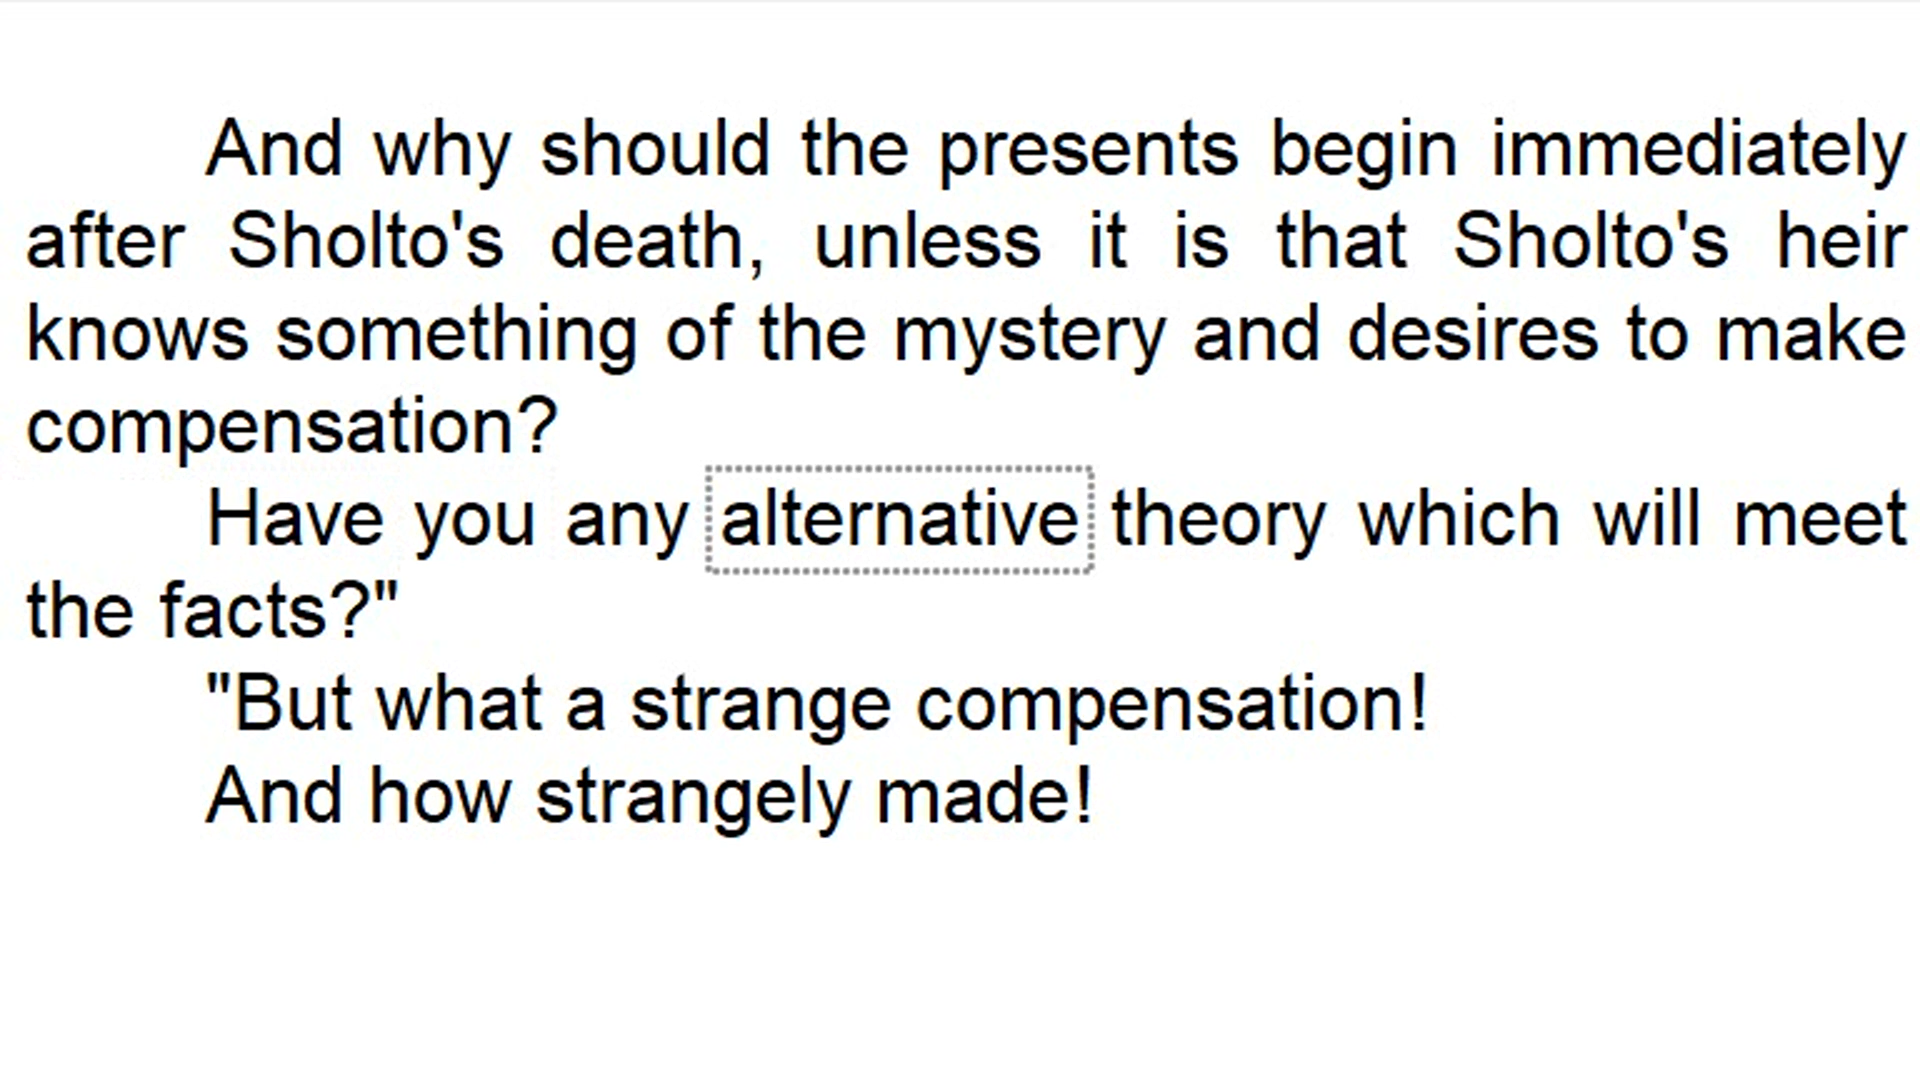 And why should the presents begin immediately
after Sholto's death, unless it is that Sholto's heir
knows something of the mystery and desires to make
compensation?
Have you any alternative theory which will meet
the facts?"
"But what a strange compensation!
And how strangely made!